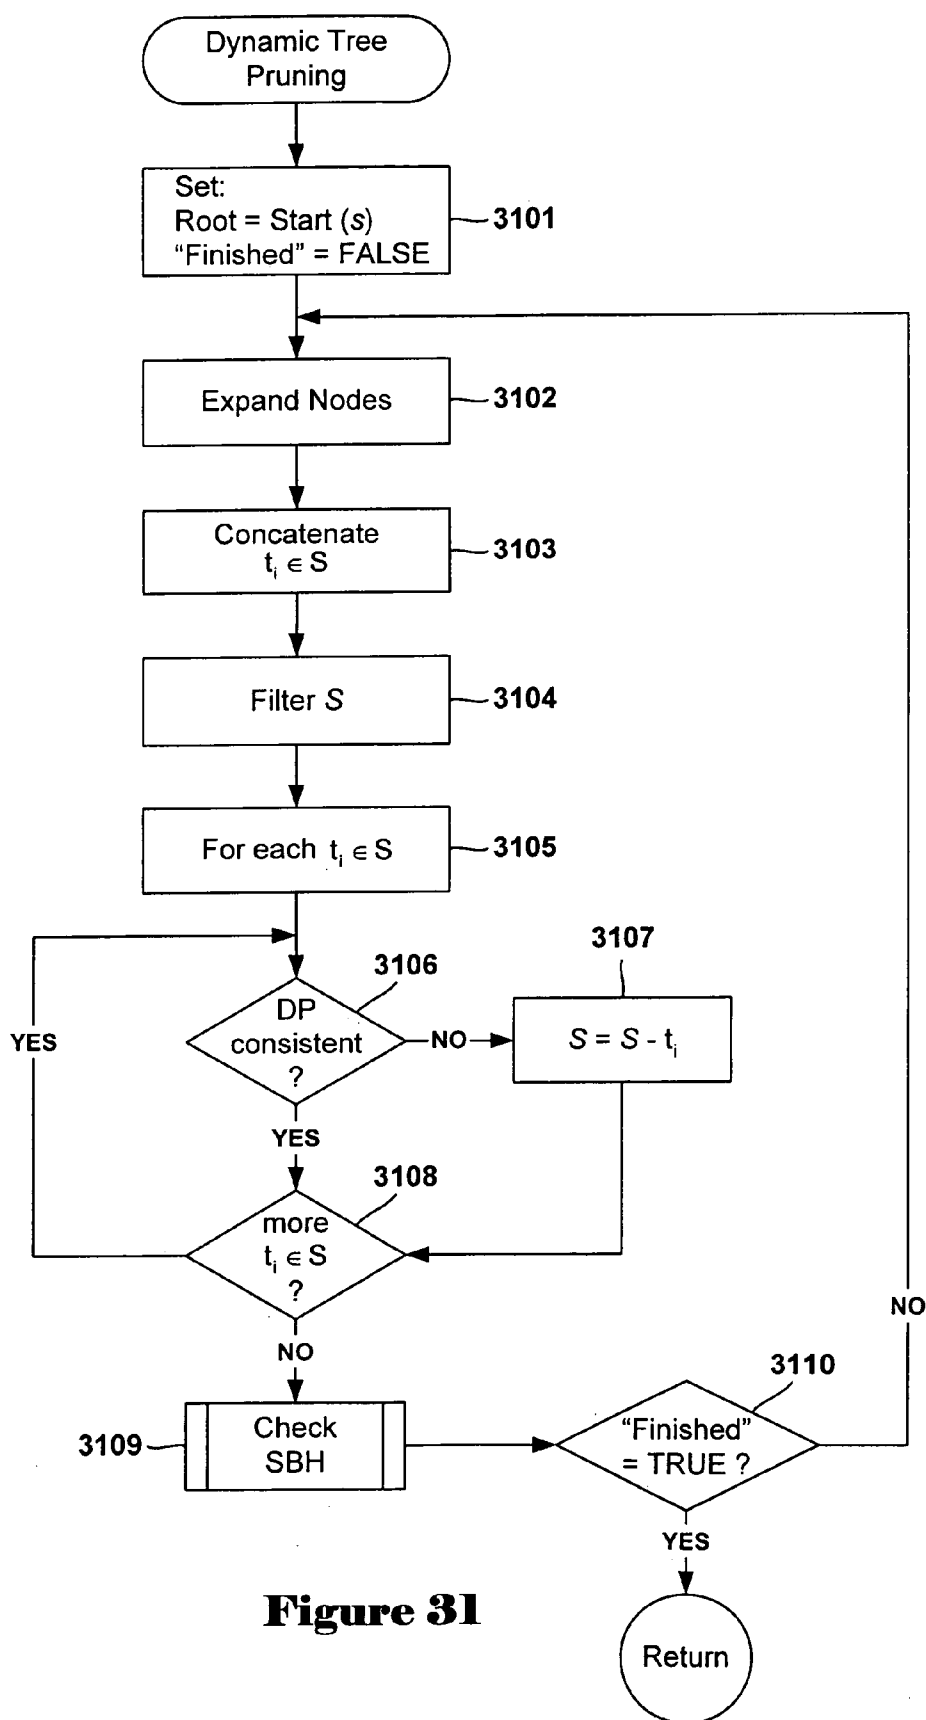 Dynamic Tree
Pruning
Set:
Root = Start (s)
“Finished” = FALSE
3101
Expand Nodes
3102
Concatenate
ti ∈ S
3103
Filter S
3104
For each ti ∈ S
3105
3106
DP
consistent
?
NO
3107
S = S - ti
YES
YES
3108
more
ti ∈ S
?
NO
NO
3109
Check
SBH
3110
“Finished”
= TRUE ?
YES
Return
Figure 31